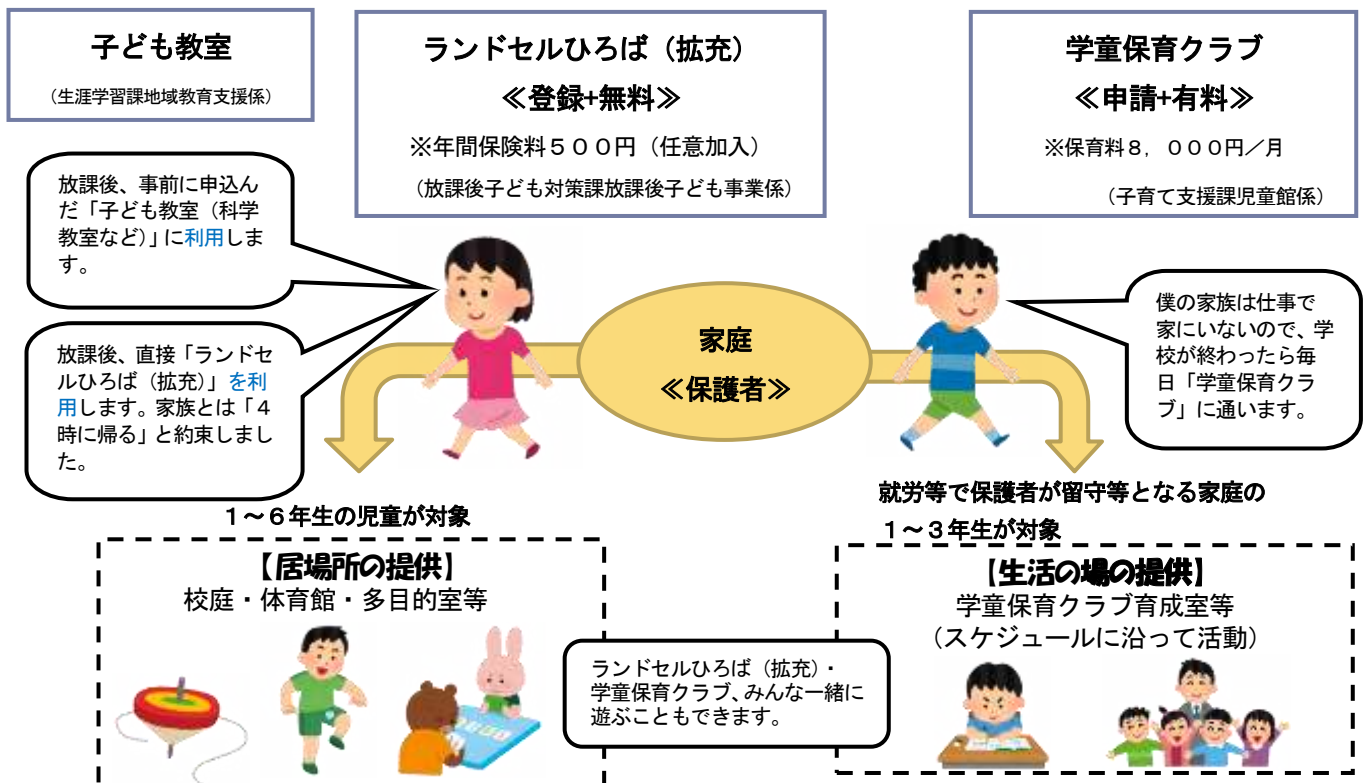 子ども教室
（生涯学習課地域教育支援係）
ランドセルひろば（拡充）
≪登録+無料≫
※年間保険料５００円（任意加入）
（放課後子ども対策課放課後子ども事業係）
学童保育クラブ
≪申請+有料≫
※保育料８，０００円／月
（子育て支援課児童館係）
放課後、事前に申込ん
だ「子ども教室（科学
教室など）」に利用しま
す。
放課後、直接「ランドセ
ルひろば（拡充）」を利
用します。家族とは「４
時に帰る」と約束しまし
た。
家庭
≪保護者≫
僕の家族は仕事で
家にいないので、学
校が終わったら毎
日「学童保育クラ
ブ」に通います。
１～６年生の児童が対象
【居場所の提供】
校庭・体育館・多目的室等
就労等で保護者が留守等となる家庭の
１～３年生が対象
【生活の場の提供】
学童保育クラブ育成室等
（スケジュールに沿って活動）
ランドセルひろば（拡充）・
学童保育クラブ、みんな一緒に
遊ぶこともできます。